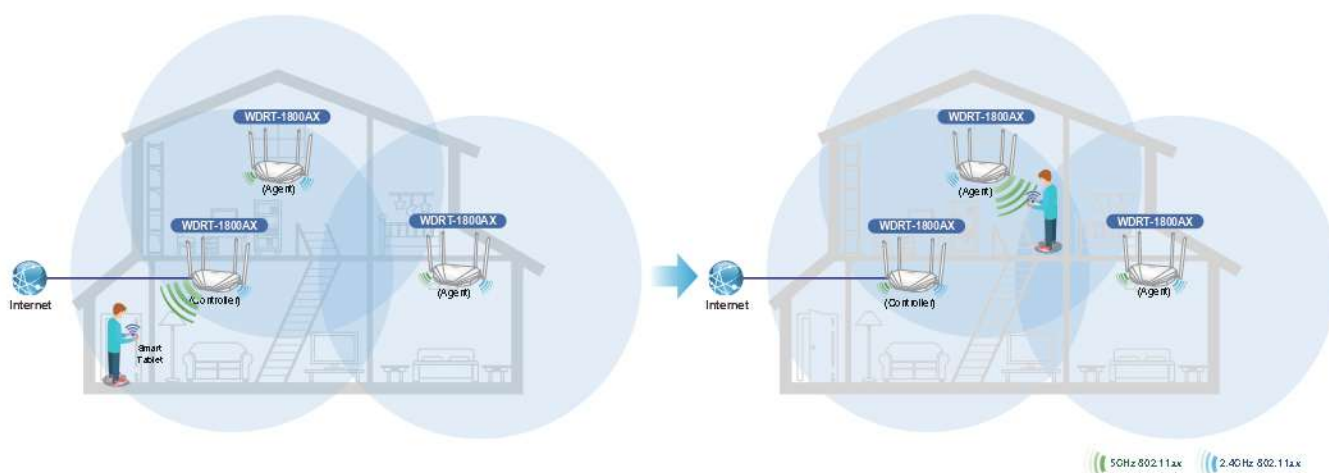 WDRT-1800AX
(Agent)
WDRT-1800AX
(Controller)
WDRT-1800AX
(Agent)
Internet
Smart
Tablet
WDRT-1800AX
(Agent)
WDRT-1800AX
(Controller)
WDRT-1800AX
(Agent)
Internet
5GHz 802.11ax
2.4GHz 802.11ax